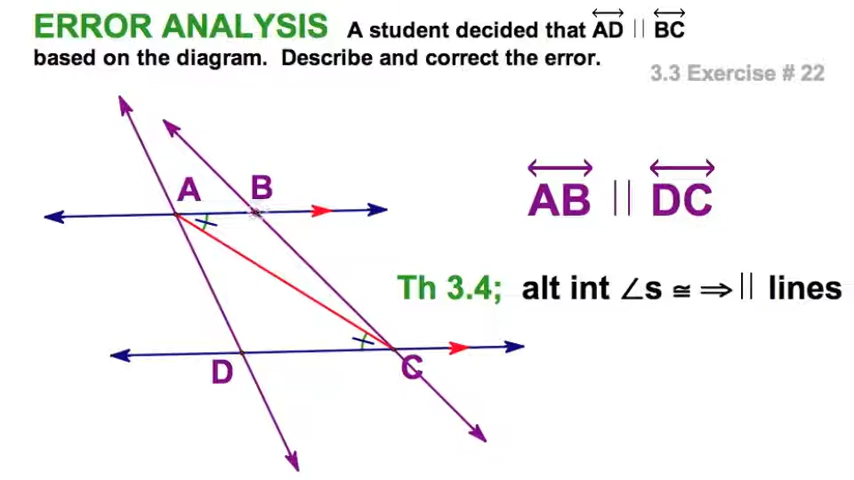 ERROR ANALYSIS A student decided that AD || BC
based on the diagram. Describe and correct the error.
3.3 Exercise # 22
A B
AB || DC
Th 3.4; alt int ∠s ≅ ⇒ || lines
D C